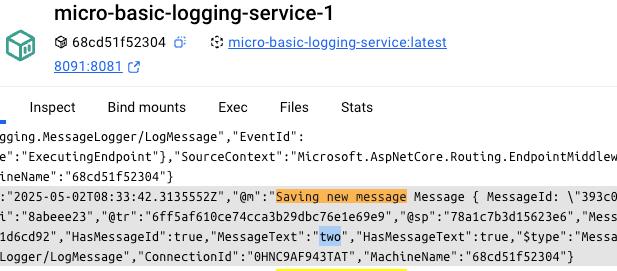 micro-basic-logging-service-1
68cd51f52304 micro-basic-logging-service:latest
8091:8081
Inspect Bind mounts Exec Files Stats
gging.MessageLogger/LogMessage","EventId":
e":"ExecutingEndpoint"},"SourceContext":"Microsoft.AspNetCore.Routing.EndpointMiddlew
ineName":"68cd51f52304"}
:"2025-05-02T08:33:42.3135552Z","@m":"Saving new message Message { MessageId: \"393c0
i":"8abeee23","@tr":"6ff5af610ce74cca3b29dbc76e1e69e9","@sp":"78a1c7b3d15623e6","Mess
1d6cd92","HasMessageId":true,"MessageText":"two","HasMessageText":true,"$type":"Messa
Logger/LogMessage","ConnectionId":"0HNC9AF943TAT","MachineName":"68cd51f52304"}